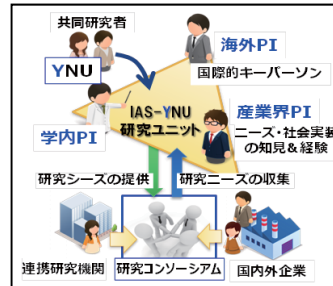 共同研究者
YNU
海外PI
国際的キーパーソン
IAS-YNU
研究ユニット
学内PI
産業界PI
ニーズ・社会実装
の知見&経験
研究シーズの提供
研究ニーズの収集
連携研究機関
研究コンソーシアム
国内外企業